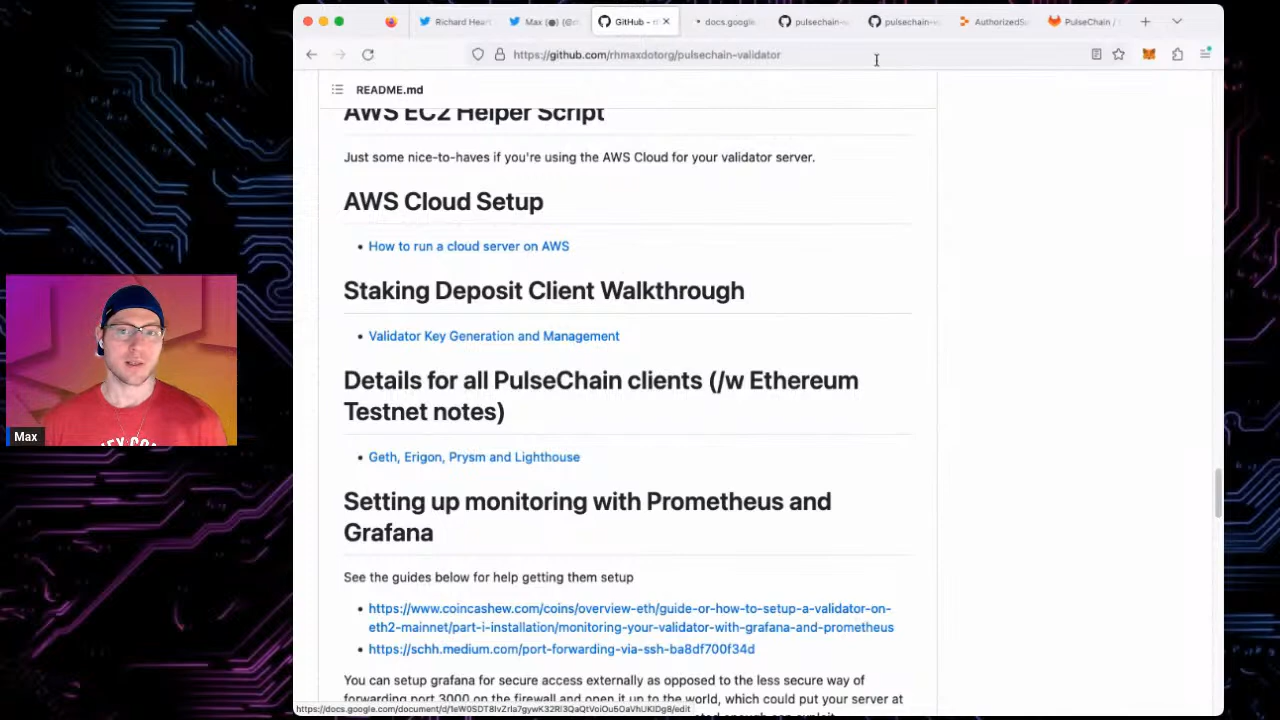 Richard Heart
Max (
GitHub -
docs.google.
pulsechain-
pulsechain-
AuthorizedS
PulseChain /
https://github.com/rhmaxdotorg/pulsechain-validator
README.md
AWS EC2 Helper Script
Just some nice-to-haves if you're using the AWS Cloud for your validator server.
AWS Cloud Setup
• How to run a cloud server on AWS
Staking Deposit Client Walkthrough
• Validator Key Generation and Management
Details for all PulseChain clients (/w Ethereum
Testnet notes)
• Geth, Erigon, Prysm and Lighthouse
Setting up monitoring with Prometheus and
Grafana
See the guides below for help getting them setup
• https://www.coincashew.com/coins/overview-eth/guide-or-how-to-setup-a-validator-on-
eth2-mainnet/part-i-installation/monitoring-your-validator-with-grafana-and-prometheus
• https://schh.medium.com/port-forwarding-via-ssh-ba8df700f34d
You can setup grafana for secure access externally as opposed to the less secure way of
forwarding port 3000 on the firewall and open it up to the world, which could put your server at
Max